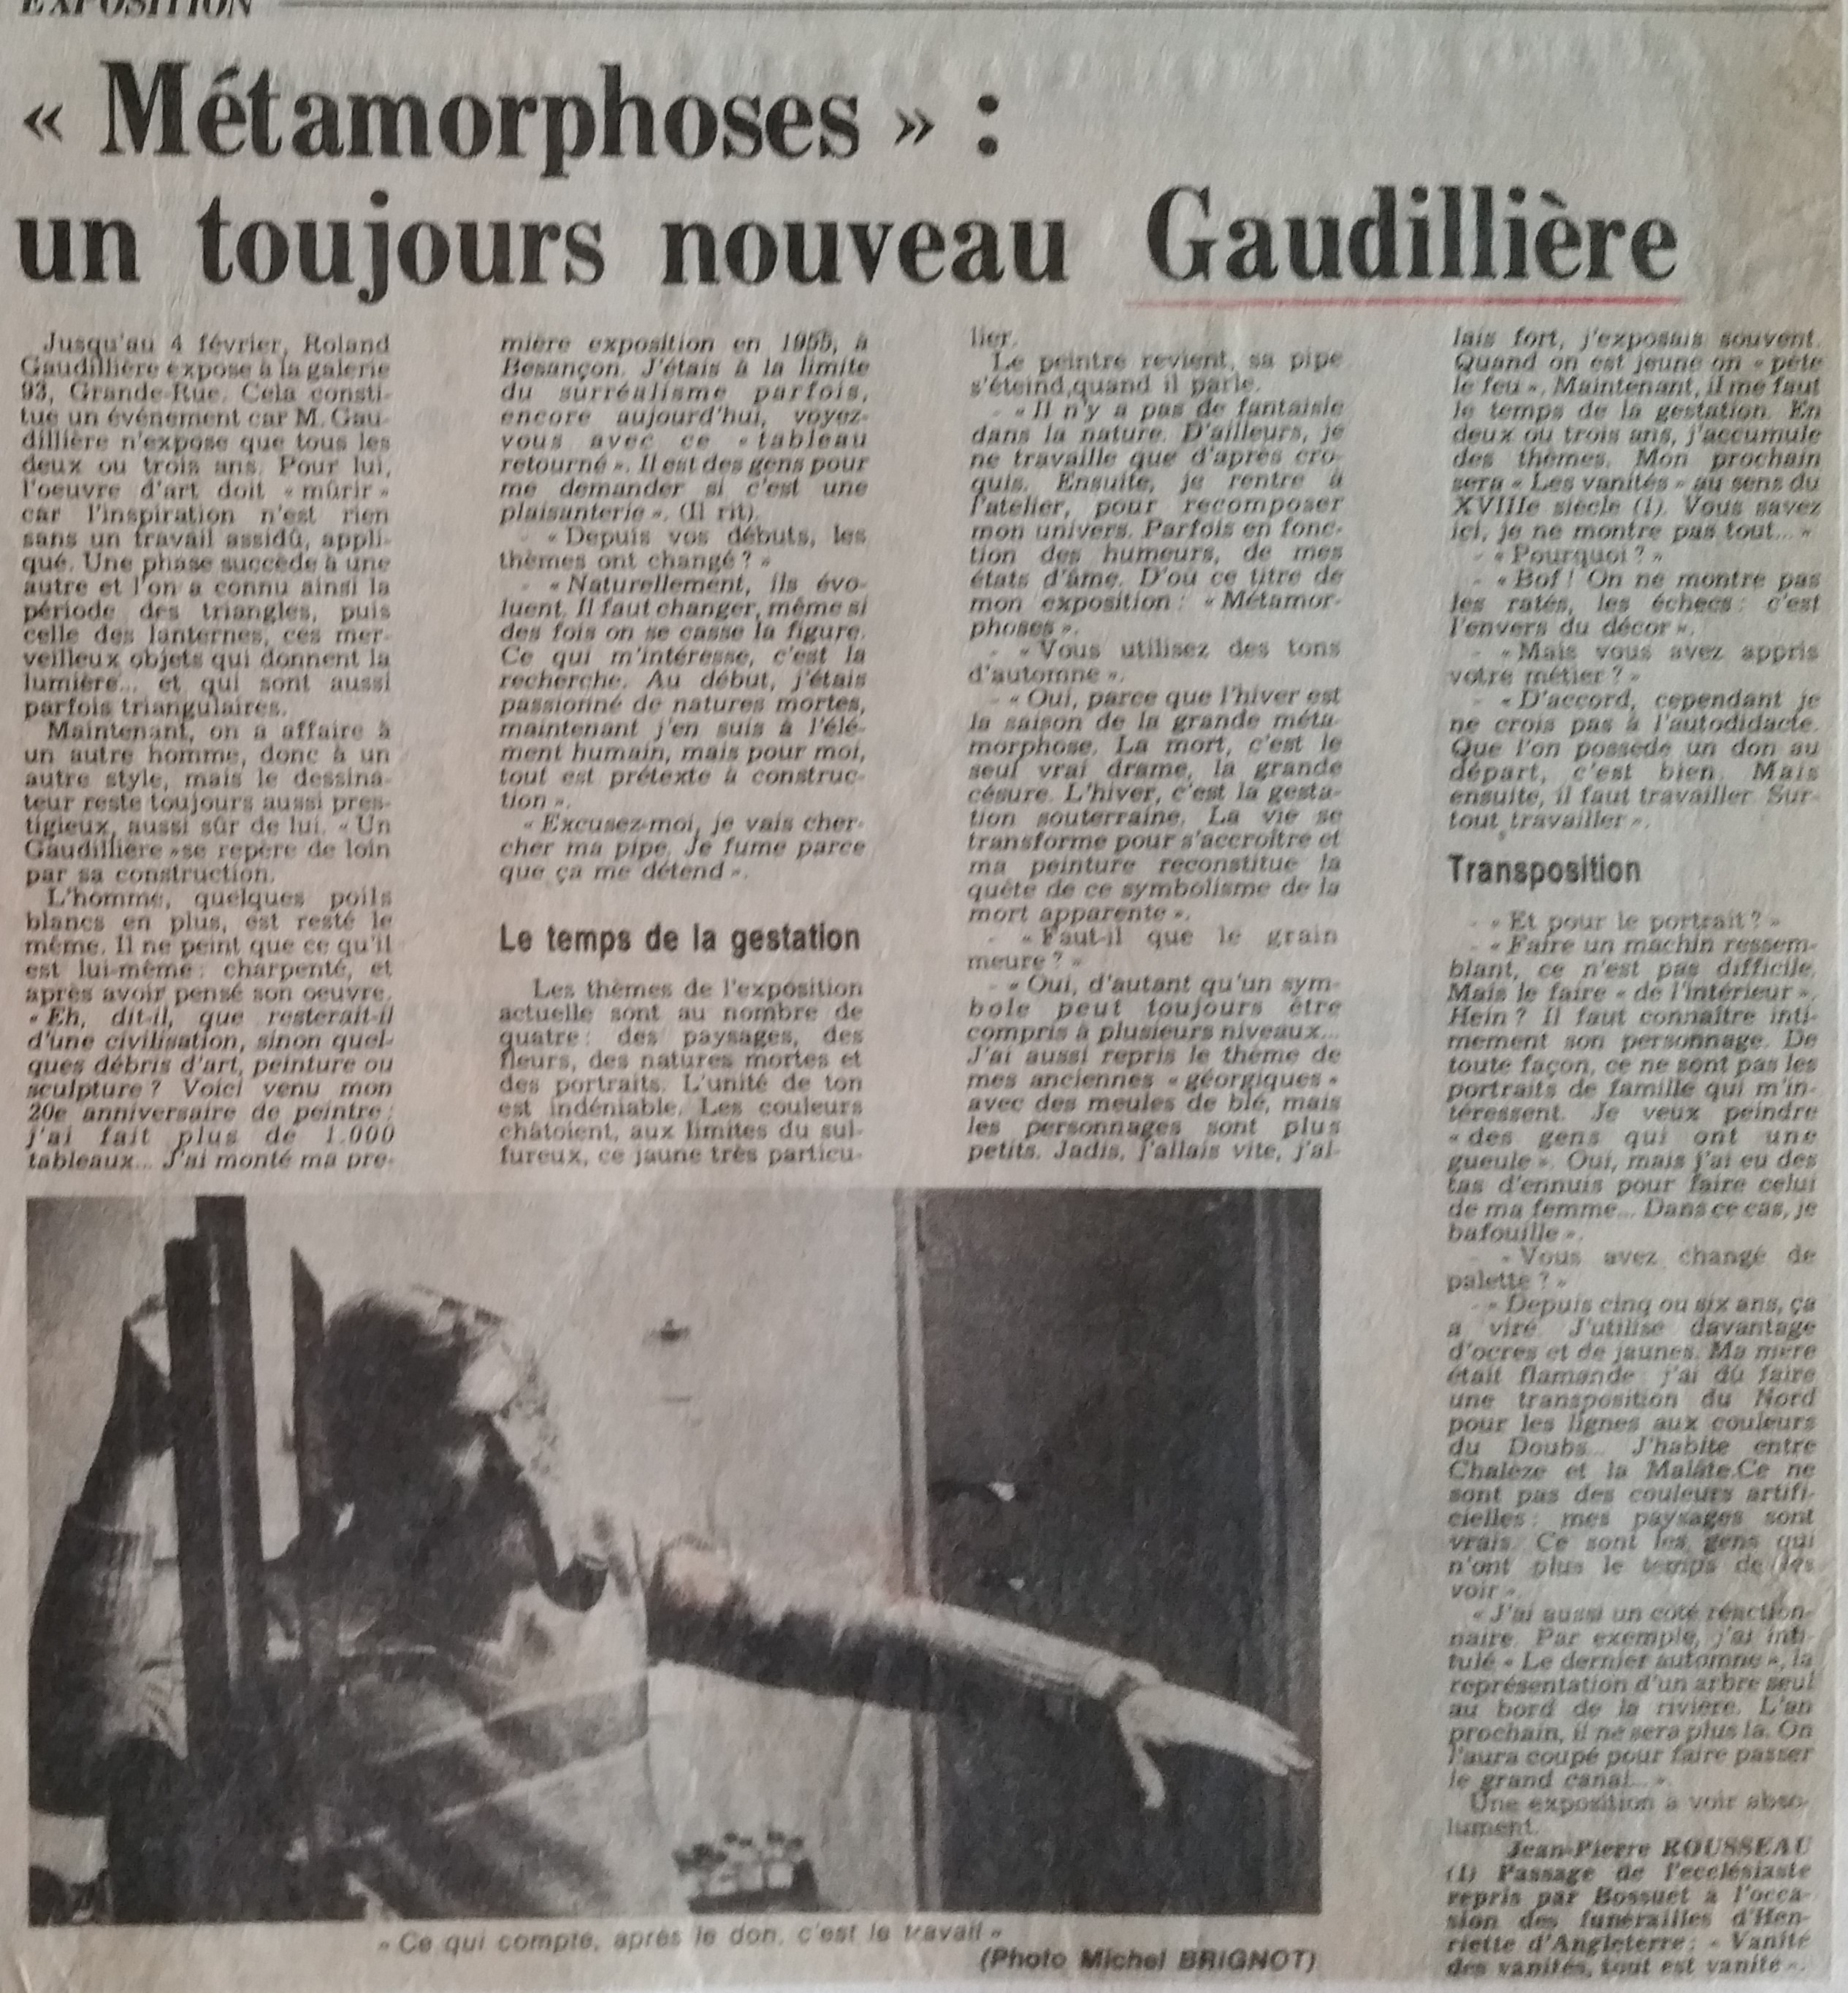 EXPOSITION
« Métamorphoses » :
un toujours nouveau Gaudillière
Jusqu'au 4 février, Roland
Gaudillière expose à la galerie
93, Grande-Rue. Cela consti-
tue un événement car M. Gau-
dillière n'expose que tous les
deux ou trois ans. Pour lui,
l'oeuvre d'art doit « mûrir »
car l'inspiration n'est rien
sans un travail assidû, appli-
qué. Une phase succède à une
autre et l'on a connu ainsi la
période des triangles, puis
celle des lanternes, ces mer-
veilleux objets qui donnent la
lumière... et qui sont aussi
parfois triangulaires.
Maintenant, on a affaire à
un autre homme, donc à un
autre style, mais le dessina-
teur reste toujours aussi pres-
tigieux, aussi sûr de lui. « Un
Gaudillière » se repère de loin
par sa construction.
L'homme, quelques poils
blancs en plus, est resté le
même. Il ne peint que ce qu'il
est lui-même : charpenté, et
après avoir pensé son oeuvre.
« Eh, dit-il, que resterait-il
d'une civilisation, sinon quel-
ques débris d'art, peinture ou
sculpture ? Voici venu mon
20e anniversaire de peintre :
j'ai fait plus de 1.000
tableaux... J'ai monté ma pre-
mière exposition en 1955, à
Besançon. J'étais à la limite
du surréalisme parfois,
encore aujourd'hui, voyez-
vous avec ce « tableau
retourné ». Il est des gens pour
me demander si c'est une
plaisanterie ». (Il rit).
- « Depuis vos débuts, les
thèmes ont changé ? »
- « Naturellement, ils évo-
luent. Il faut changer, même si
des fois on se casse la figure.
Ce qui m'intéresse, c'est la
recherche. Au début, j'étais
passionné de natures mortes,
maintenant j'en suis à l'élé-
ment humain, mais pour moi,
tout est prétexte à construc-
tion ».
« Excusez-moi, je vais cher-
cher ma pipe. Je fume parce
que ça me détend ».
Le temps de la gestation
Les thèmes de l'exposition
actuelle sont au nombre de
quatre : des paysages, des
fleurs, des natures mortes et
des portraits. L'unité de ton
est indéniable. Les couleurs
châtoient, aux limites du sul-
fureux, ce jaune très particu-
lier.
Le peintre revient, sa pipe
s'éteind quand il parle.
- « Il n'y a pas de fantaisie
dans la nature. D'ailleurs, je
ne travaille que d'après cro-
quis. Ensuite, je rentre à
l'atelier, pour recomposer
mon univers. Parfois en fonc-
tion des humeurs, de mes
états d'âme. D'où ce titre de
mon exposition : « Métamor-
phoses ».
- « Vous utilisez des tons
d'automne ».
- « Oui, parce que l'hiver est
la saison de la grande méta-
morphose. La mort, c'est le
seul vrai drame, la grande
césure. L'hiver, c'est la gesta-
tion souterraine. La vie se
transforme pour s'accroître et
ma peinture reconstitue la
quête de ce symbolisme de la
mort apparente ».
- « Faut-il que le grain
meure ? »
- « Oui, d'autant qu'un sym-
bole peut toujours être
compris à plusieurs niveaux...
J'ai aussi repris le thème de
mes anciennes « géorgiques »
avec des meules de blé, mais
les personnages sont plus
petits. Jadis, j'allais vite, j'al-
lais fort, j'exposais souvent.
Quand on est jeune on « pète
le feu ». Maintenant, il me faut
le temps de la gestation. En
deux ou trois ans, j'accumule
des thèmes. Mon prochain
sera « Les vanités » au sens du
XVIIIe siècle (1). Vous savez
ici, je ne montre pas tout... »
- « Pourquoi ? »
- « Bof ! On ne montre pas
les ratés, les échecs : c'est
l'envers du décor ».
- « Mais vous avez appris
votre métier ? »
- « D'accord, cependant je
ne crois pas à l'autodidacte.
Que l'on possède un don au
départ, c'est bien. Mais
ensuite, il faut travailler. Sur-
tout travailler ».
Transposition
- « Et pour le portrait ? »
- « Faire un machin ressem-
blant, ce n'est pas difficile.
Mais le faire « de l'intérieur ».
Hein ? Il faut connaître inti-
mement son personnage. De
toute façon, ce ne sont pas les
portraits de famille qui m'in-
téressent. Je veux peindre
« des gens qui ont une
gueule ». Oui, mais j'ai eu des
tas d'ennuis pour faire celui
de ma femme... Dans ce cas, je
bafouille ».
- « Vous avez changé de
palette ? »
- « Depuis cinq ou six ans, ça
a viré. J'utilise davantage
d'ocres et de jaunes. Ma mère
était flamande : j'ai dû faire
une transposition du Nord
pour les lignes aux couleurs
du Doubs... J'habite entre
Chalèze et la Malâte. Ce ne
sont pas des couleurs artifi-
cielles : mes paysages sont
vrais. Ce sont les gens qui
n'ont plus le temps de les
voir ».
« J'ai aussi un côté réaction-
naire. Par exemple, j'ai inti-
tulé « Le dernier automne », la
représentation d'un arbre seul
au bord de la rivière. L'an
prochain, il ne sera plus là. On
l'aura coupé pour faire passer
le grand canal... ».
Une exposition à voir abso-
lument.
Jean-Pierre ROUSSEAU
(1) Passage de l'ecclésiaste
repris par Bossuet à l'occa-
sion des funérailles d'Hen-
riette d'Angleterre : « Vanité
des vanités, tout est vanité ».
« Ce qui compte, après le don, c'est le travail »
(Photo Michel BRIGNOT)